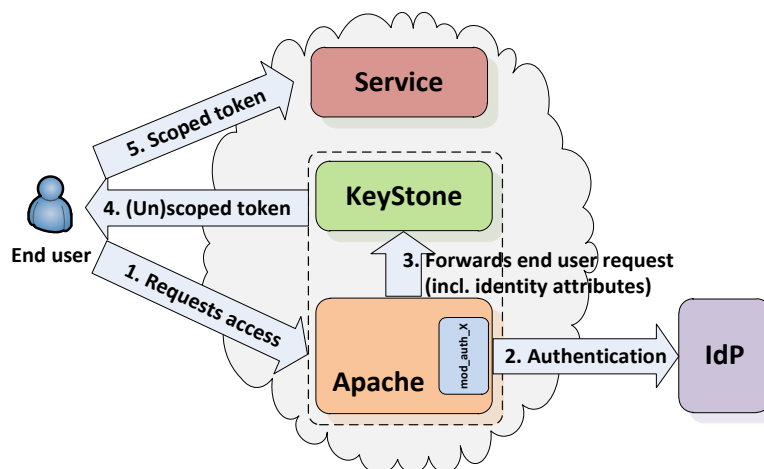 Service
5. Scoped token
KeyStone
4. (Un)scoped token
End user
3. Forwards end user request
(incl. identity attributes)
1. Requests access
mod_auth_X
Apache
2. Authentication
IdP